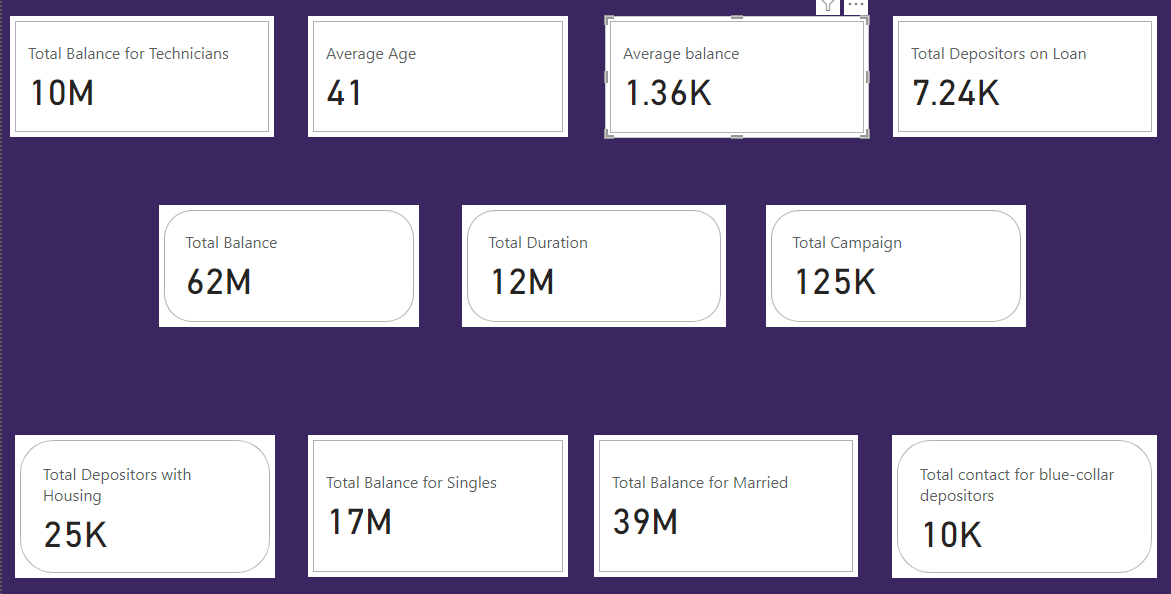 Total Balance for Technicians
10M
Average Age
41
Average balance
1.36K
Total Depositors on Loan
7.24K
Total Balance
62M
Total Duration
12M
Total Campaign
125K
Total Depositors with
Housing
25K
Total Balance for Singles
17M
Total Balance for Married
39M
Total contact for blue-collar
depositors
10K